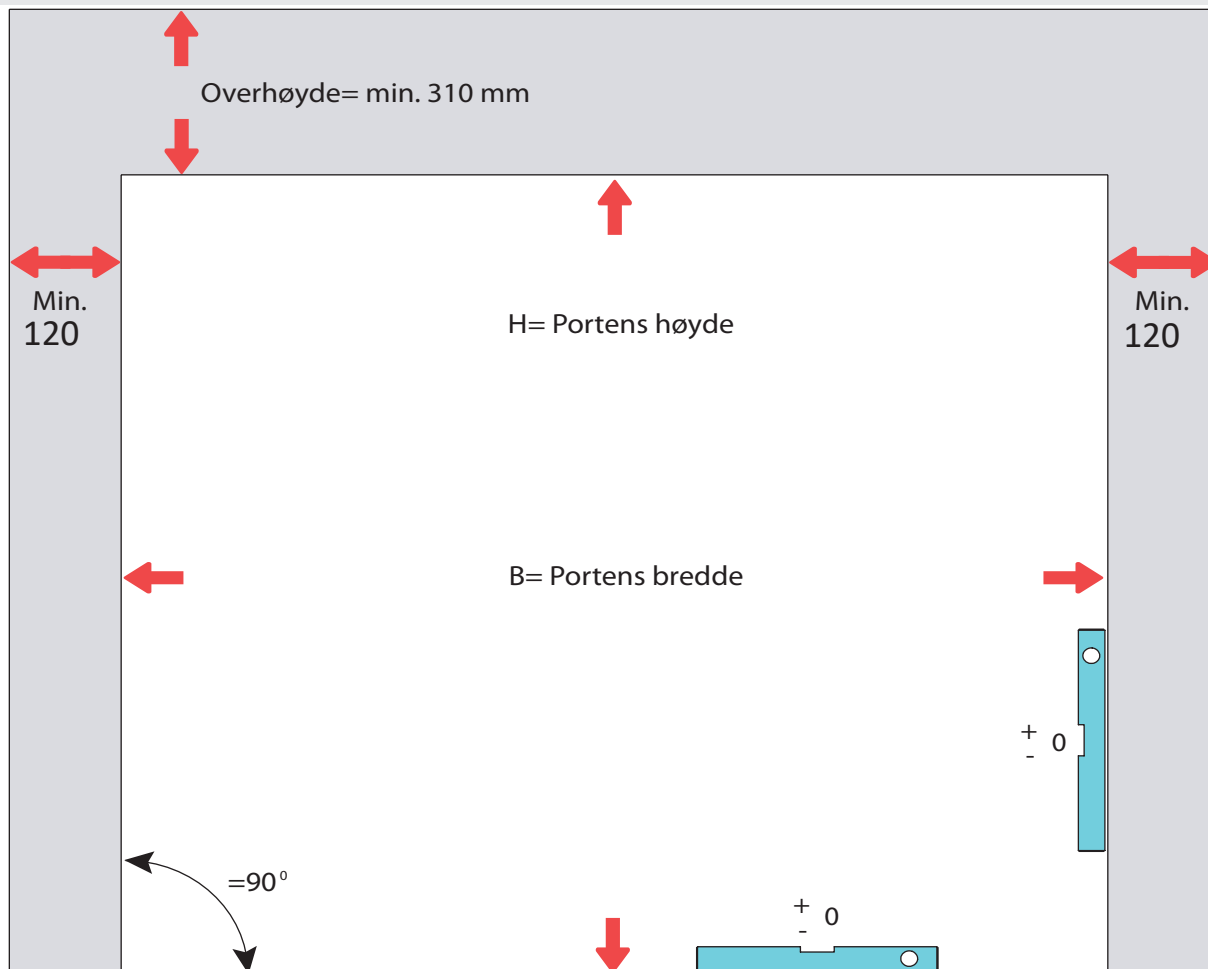 Overhøyde= min. 310 mm
Min.
120
H= Portens høyde
Min.
120
B= Portens bredde
+
- 0
=90⁰
+
- 0